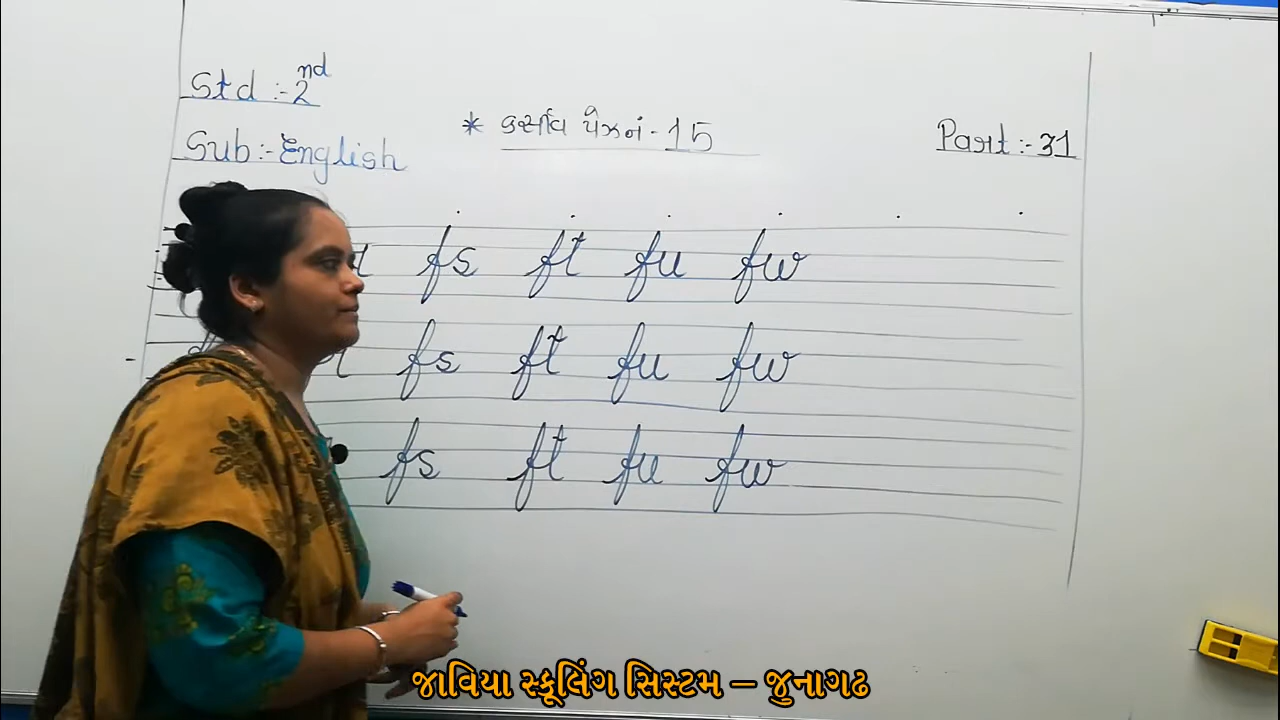 Std :- 2nd
Sub :- English
* કર્સીવ પેજનં - 15
Part :- 31
fs ft fu fw
fs ft fu fw
fs ft fu fw
જાવિયા સ્કૂલિંગ સિસ્ટમ – જુનાગઢ